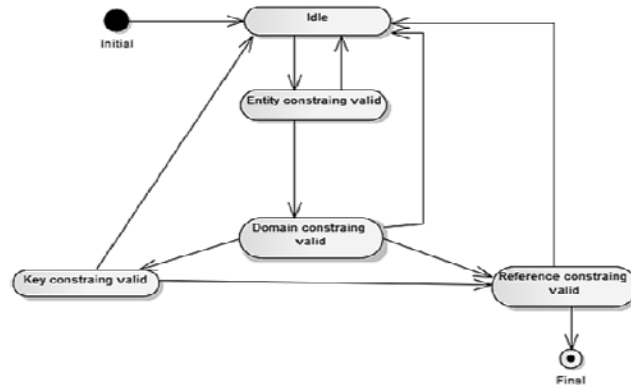 Idle
Initial
Entity constraing valid
Domain constraing
valid
Key constraing valid
Reference constraing
valid
Final